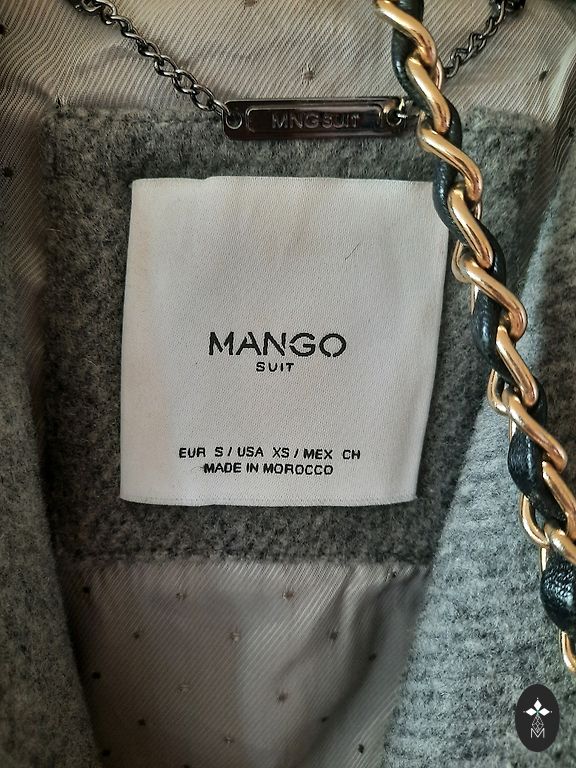 MNG SUIT
MANGO
SUIT
EUR S / USA XS / MEX CH
MADE IN MOROCCO